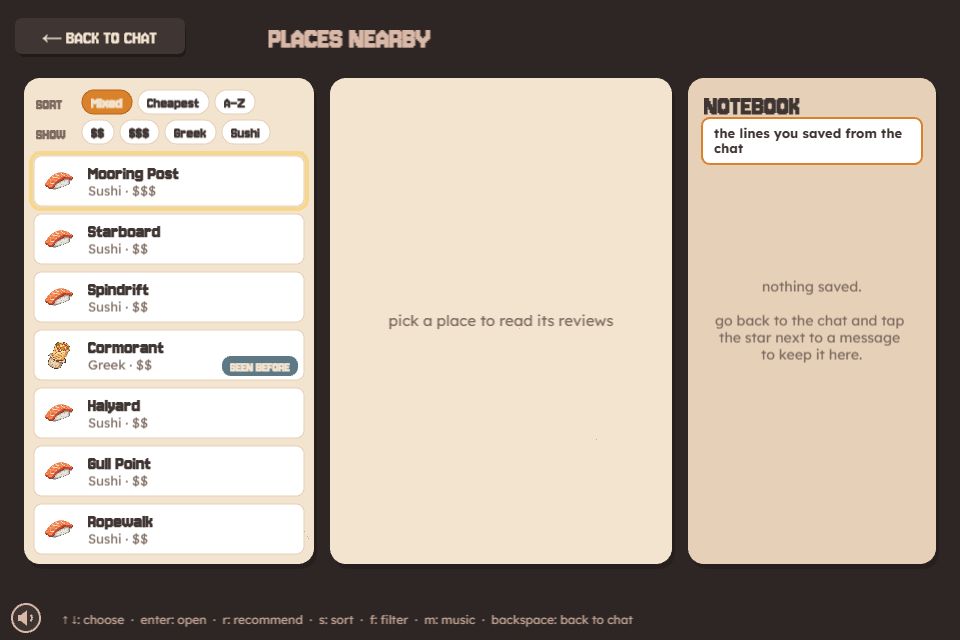 ← BACK TO CHAT
PLACES NEARBY
SORT Mixed Cheapest A-Z
SHOW $$ $$$ Greek Sushi
Mooring Post
Sushi · $$$
Starboard
Sushi · $$
Spindrift
Sushi · $$
Cormorant
Greek · $$
SEEN BEFORE
Halyard
Sushi · $$
Gull Point
Sushi · $$
Ropewalk
Sushi · $$
pick a place to read its reviews
NOTEBOOK
the lines you saved from the
chat
nothing saved.
go back to the chat and tap
the star next to a message
to keep it here.
↑ ↓: choose · enter: open · r: recommend · s: sort · f: filter · m: music · backspace: back to chat